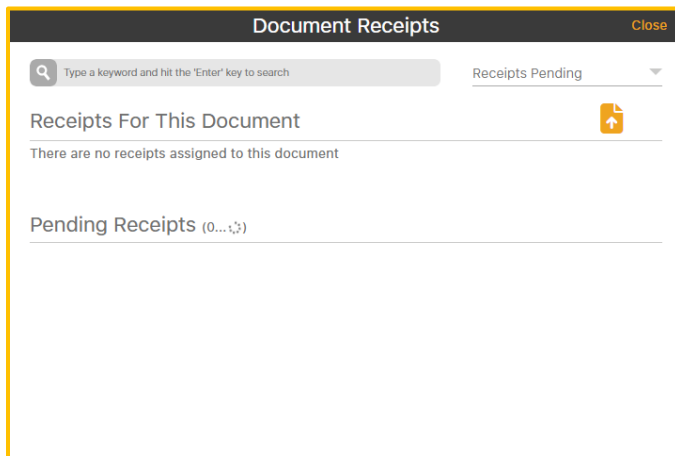 Document Receipts
Close
Type a keyword and hit the 'Enter' key to search
Receipts Pending
Receipts For This Document
There are no receipts assigned to this document
Pending Receipts (0... )